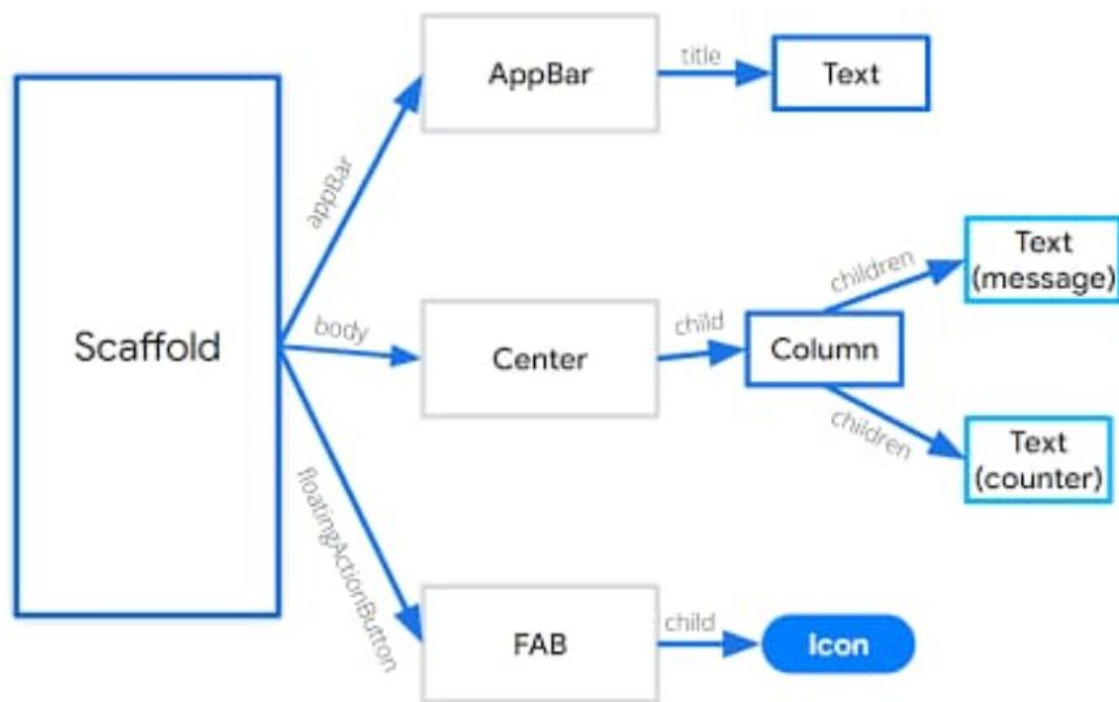 AppBar
title
Text
appBar
Scaffold
body
Center
child
Column
children
Text
(message)
children
Text
(counter)
floatingActionButton
FAB
child
Icon